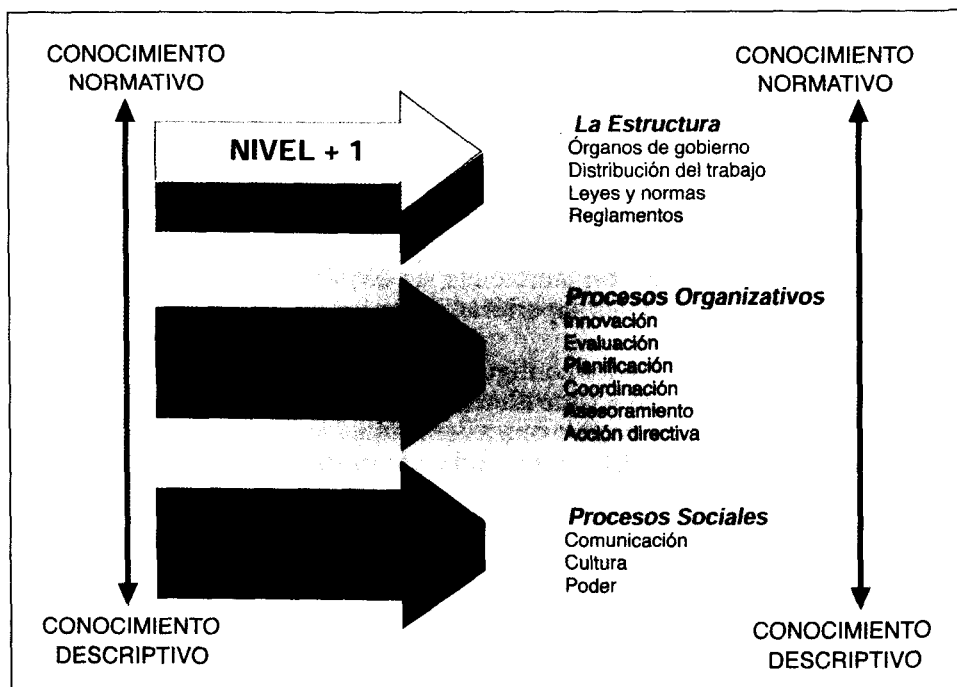 CONOCIMIENTO
NORMATIVO
CONOCIMIENTO
NORMATIVO
NIVEL + 1
La Estructura
Órganos de gobierno
Distribución del trabajo
Leyes y normas
Reglamentos
Procesos Organizativos
Innovación
Evaluación
Planificación
Coordinación
Asesoramiento
Acción directiva
Procesos Sociales
Comunicación
Cultura
Poder
CONOCIMIENTO
DESCRIPTIVO
CONOCIMIENTO
DESCRIPTIVO